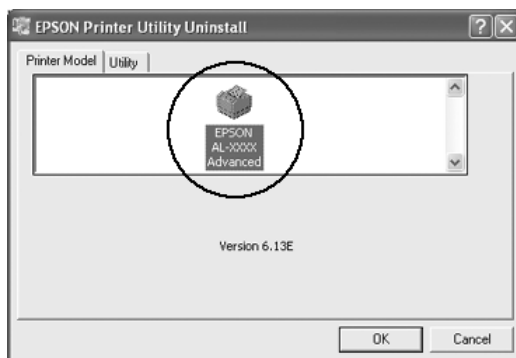 EPSON Printer Utility Uninstall
Printer Model
Utility
EPSON
AL-XXXX
Advanced
Version 6.13E
OK
Cancel